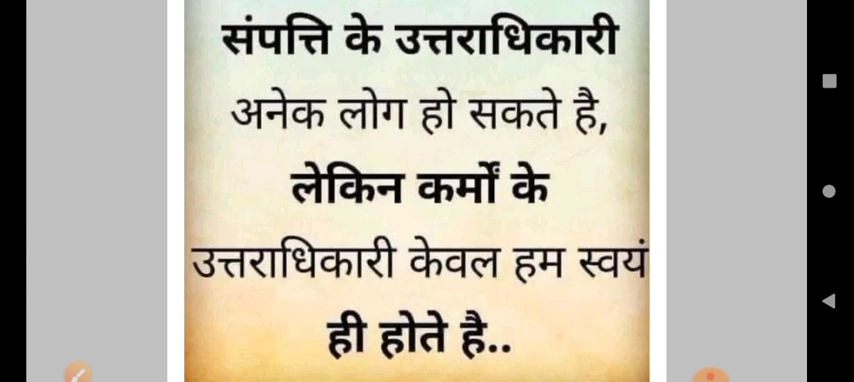 संपत्ति के उत्तराधिकारी
अनेक लोग हो सकते है,
लेकिन कर्मों के
उत्तराधिकारी केवल हम स्वयं
ही होते है..